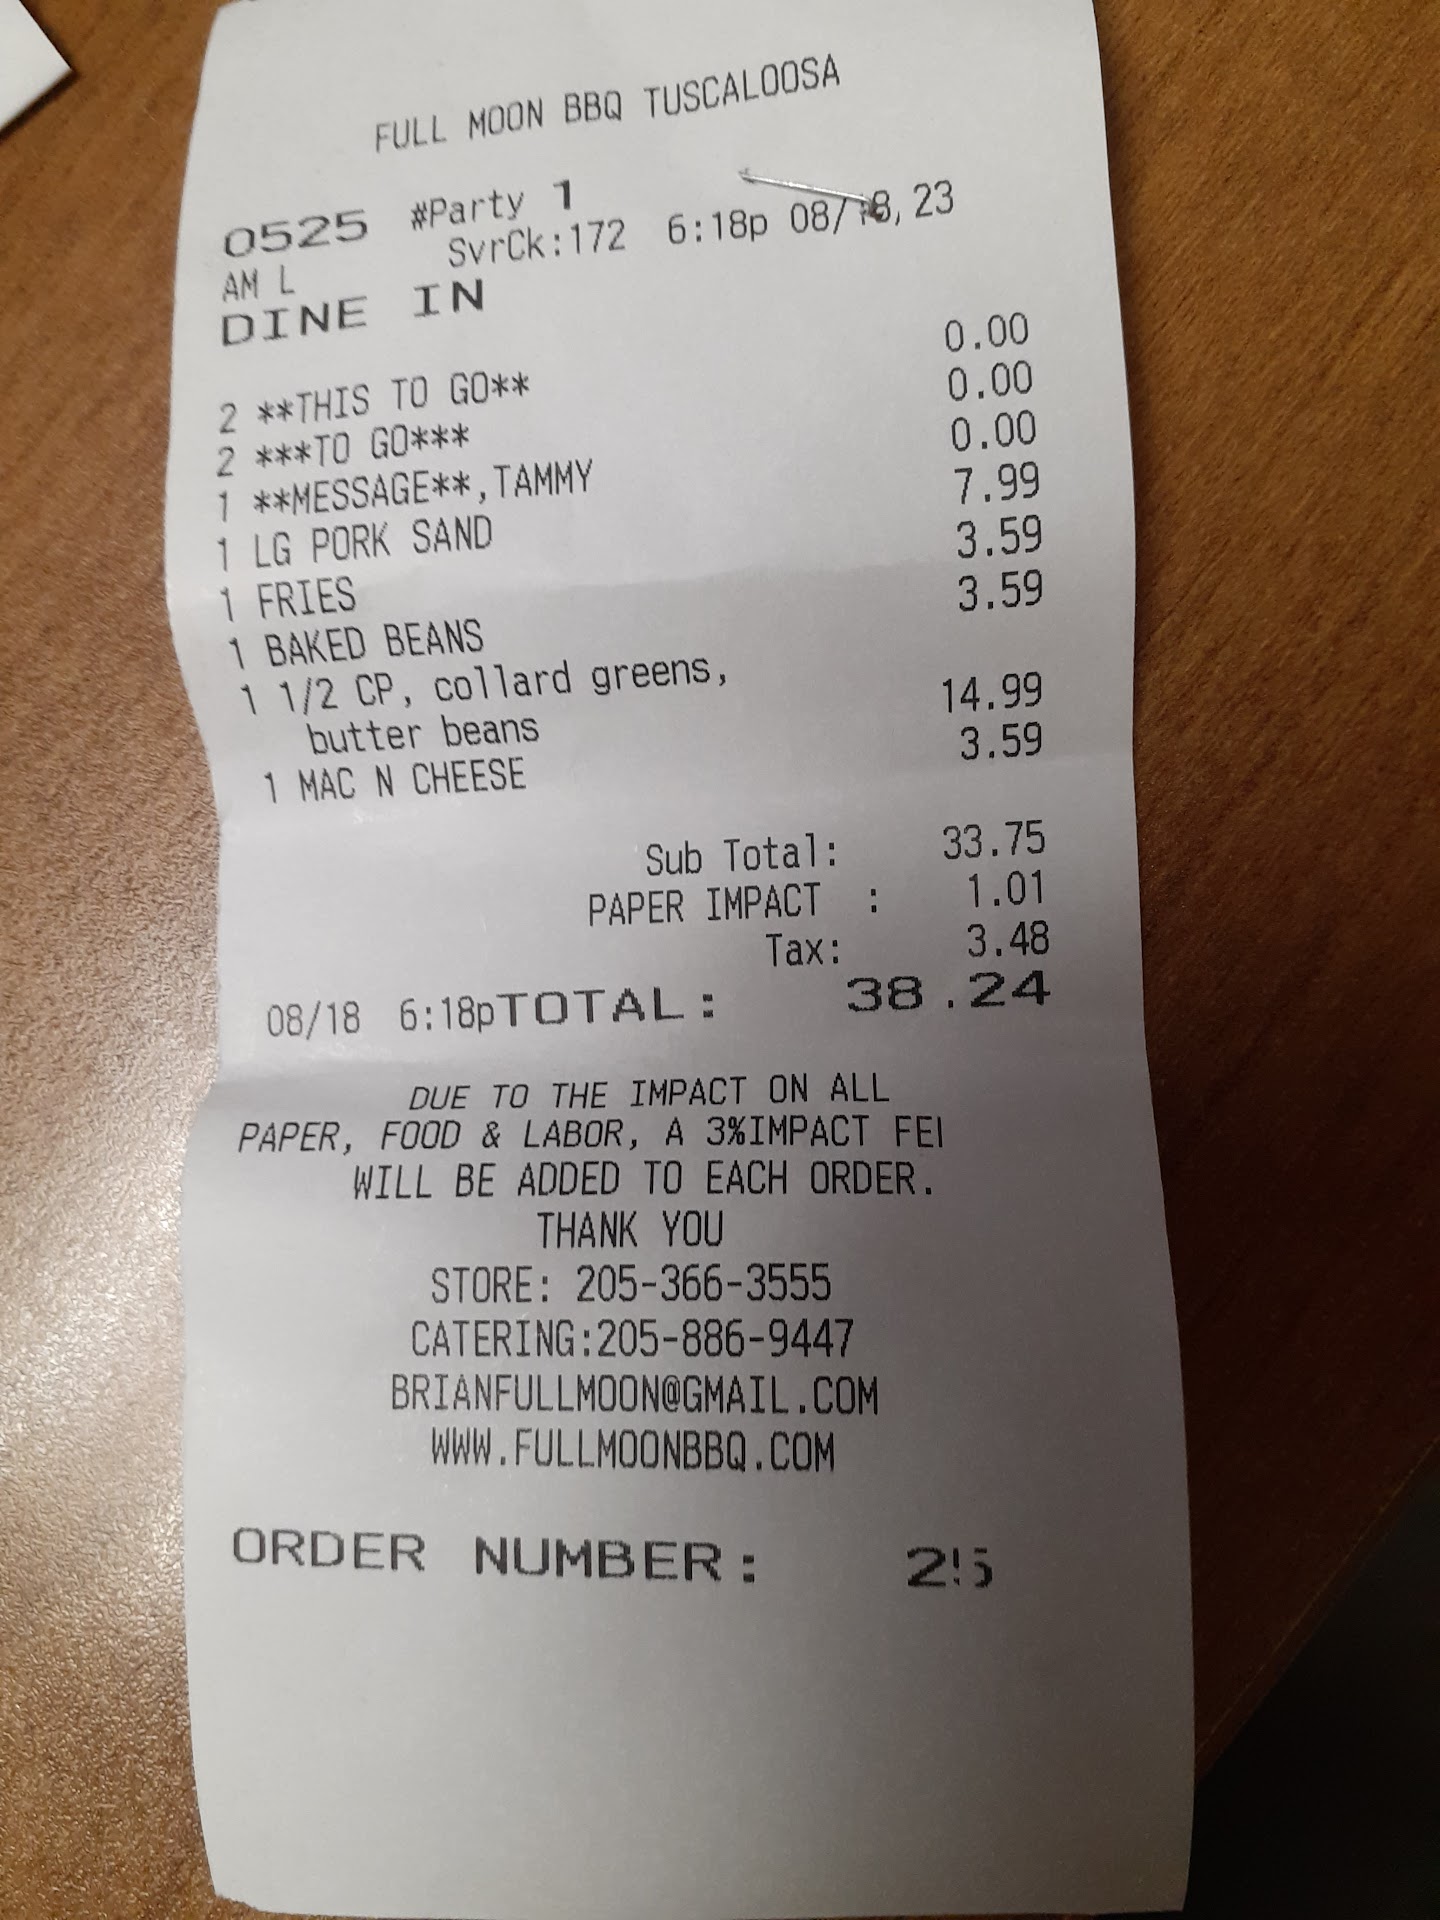 FULL MOON BBQ TUSCALOOSA
0525 #Party 1
AM L SvrCk:172 6:18p 08/18,23
DINE IN
2 **THIS TO GO** 0.00
2 ***TO GO*** 0.00
1 **MESSAGE**,TAMMY 0.00
1 LG PORK SAND 7.99
1 FRIES 3.59
1 BAKED BEANS 3.59
1 1/2 CP, collard greens,
butter beans 14.99
1 MAC N CHEESE 3.59
Sub Total: 33.75
PAPER IMPACT : 1.01
Tax: 3.48
08/18 6:18pTOTAL: 38.24
DUE TO THE IMPACT ON ALL
PAPER, FOOD & LABOR, A 3%IMPACT FE
WILL BE ADDED TO EACH ORDER.
THANK YOU
STORE: 205-366-3555
CATERING:205-886-9447
BRIANFULLMOON@GMAIL.COM
WWW.FULLMOONBBQ.COM
ORDER NUMBER: 25